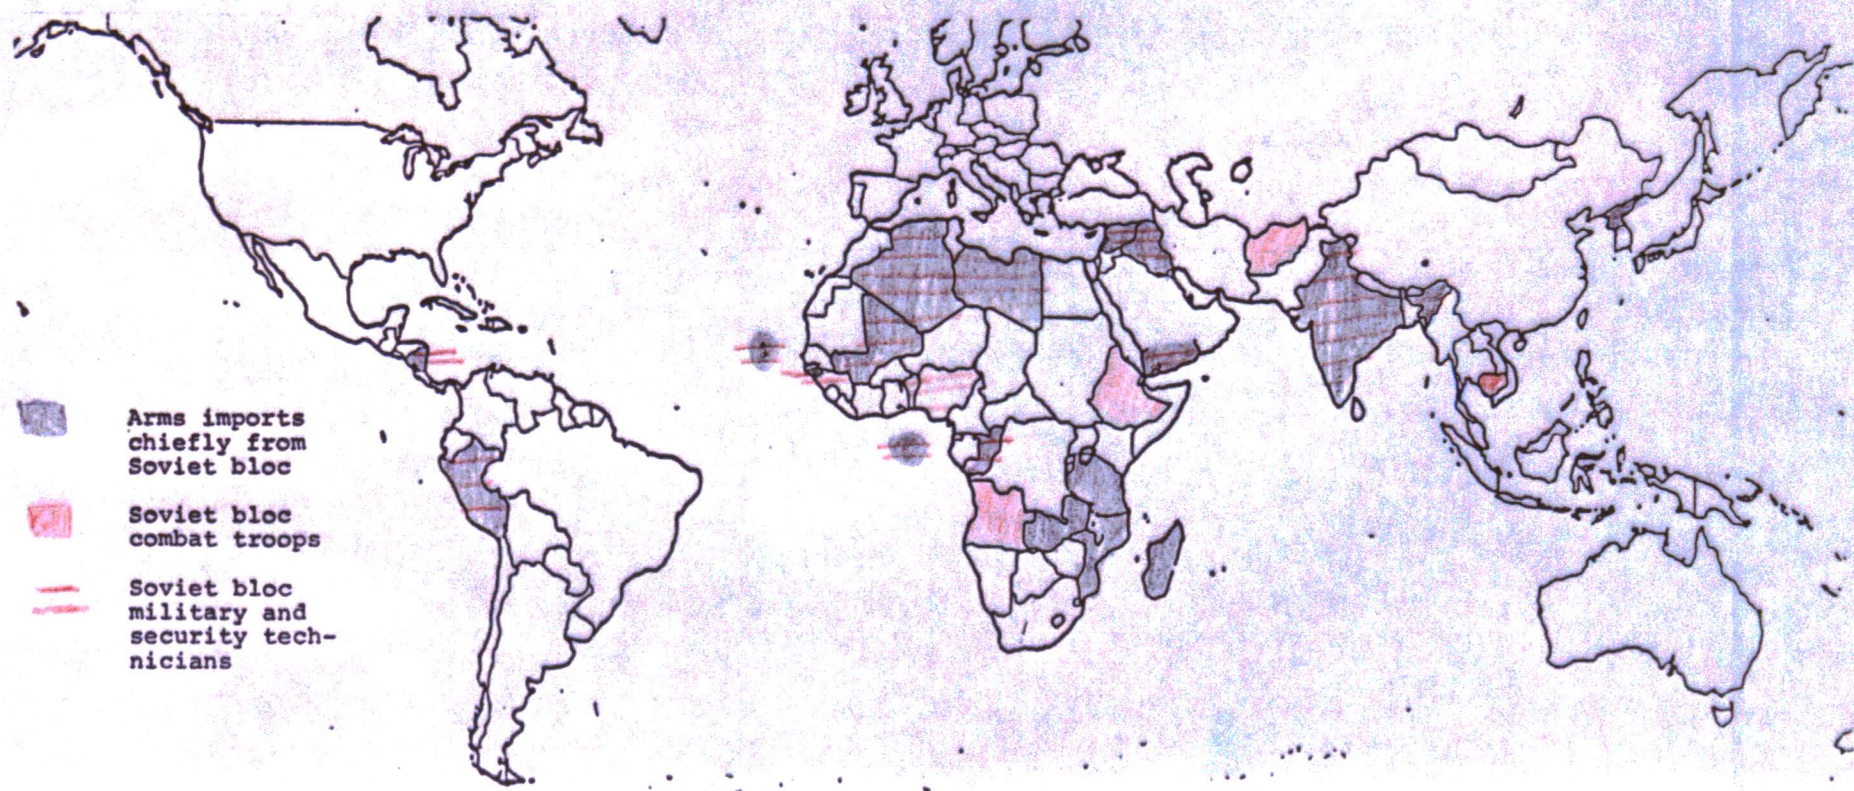 Arms imports
chiefly from
Soviet bloc
Soviet bloc
combat troops
Soviet bloc
military and
security tech-
nicians